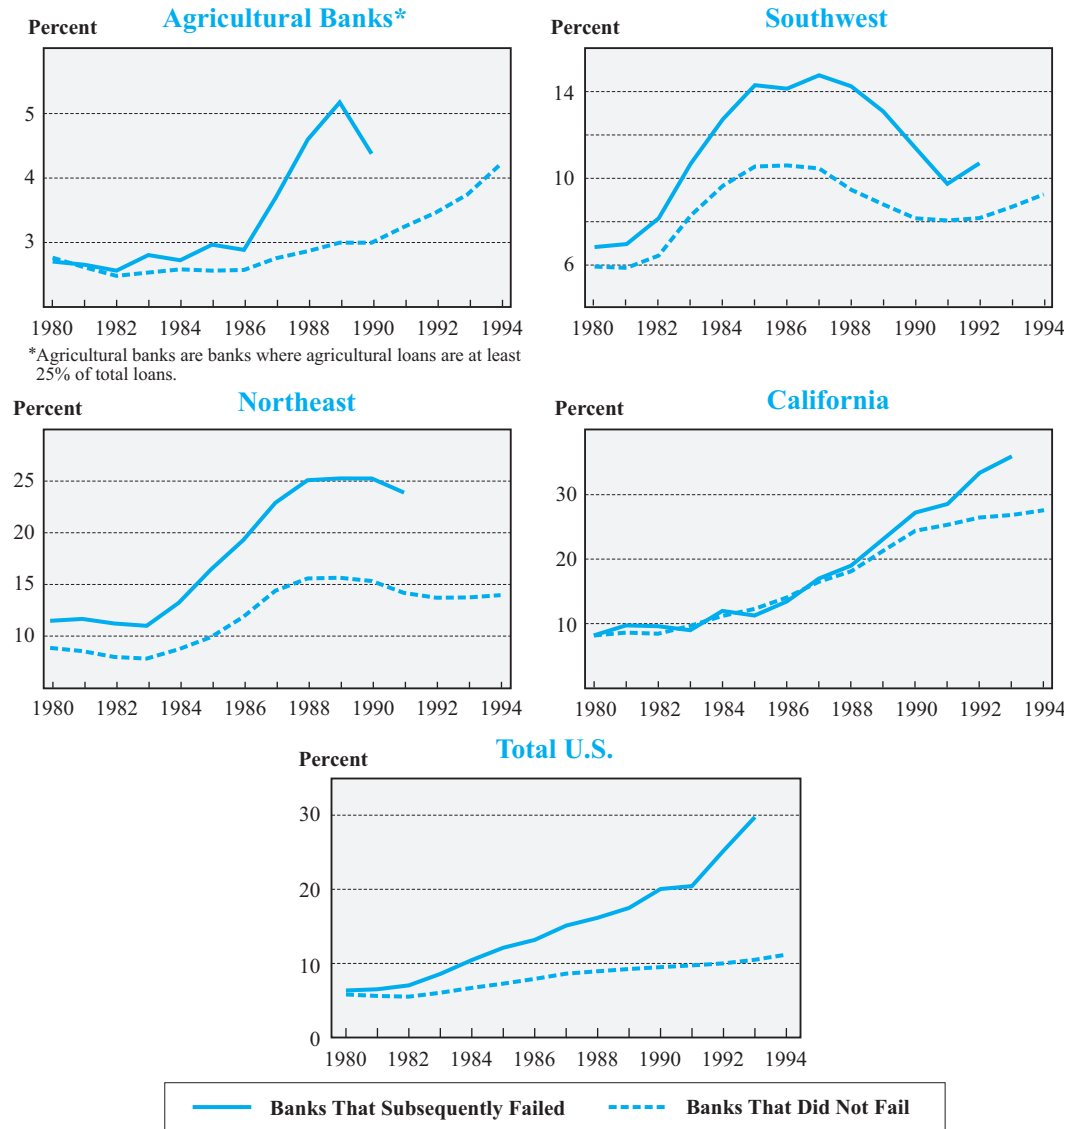 Agricultural Banks*
Percent
5
4
3
1980 1982 1984 1986 1988 1990 1992 1994
*Agricultural banks are banks where agricultural loans are at least
25% of total loans.
Southwest
Percent
14
10
6
1980 1982 1984 1986 1988 1990 1992 1994
Northeast
Percent
25
20
15
10
1980 1982 1984 1986 1988 1990 1992 1994
California
Percent
30
20
10
1980 1982 1984 1986 1988 1990 1992 1994
Total U.S.
Percent
30
20
10
0
1980 1982 1984 1986 1988 1990 1992 1994
Banks That Subsequently Failed Banks That Did Not Fail